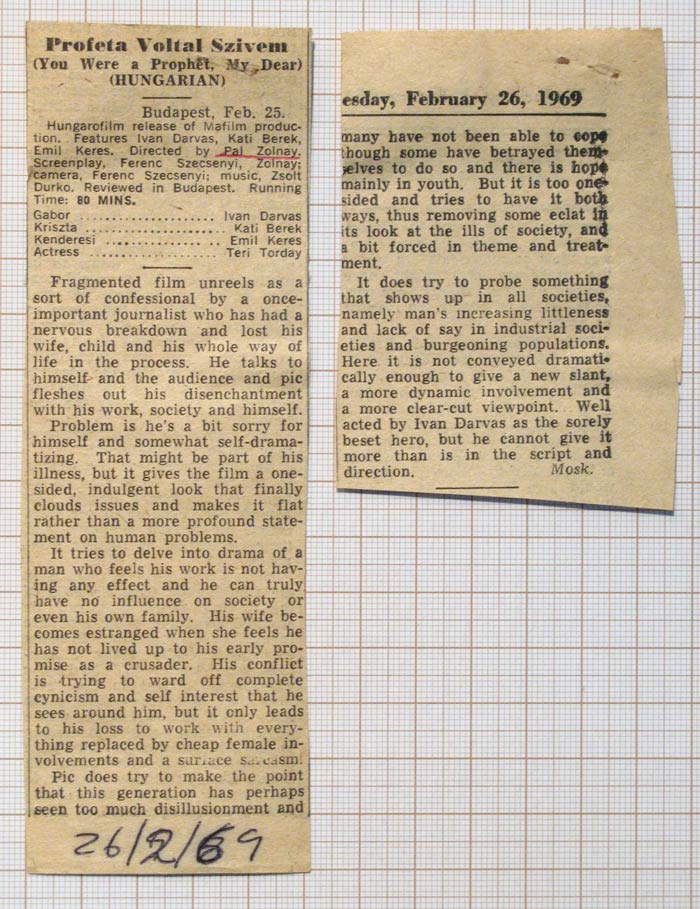 Profeta Voltal Szivem
(You Were a Prophet, My Dear)
(HUNGARIAN)
Budapest, Feb. 25.
Hungarofilm release of Mafilm produc-
tion. Features Ivan Darvas, Kati Berek,
Emil Keres. Directed by Pal Zolnay.
Screenplay, Ferenc Szecsenyi, Zolnay;
camera, Ferenc Szecsenyi; music, Zsolt
Durko. Reviewed in Budapest. Running
Time: 80 MINS.
Gabor ..................... Ivan Darvas
Kriszta .................... Kati Berek
Kenderesi ................. Emil Keres
Actress .................. Teri Torday
Fragmented film unreels as a
sort of confessional by a once-
important journalist who has had a
nervous breakdown and lost his
wife, child and his whole way of
life in the process. He talks to
himself and the audience and pic
fleshes out his disenchantment
with his work, society and himself.
Problem is he's a bit sorry for
himself and somewhat self-drama-
tizing. That might be part of his
illness, but it gives the film a one-
sided, indulgent look that finally
clouds issues and makes it flat
rather than a more profound state-
ment on human problems.
It tries to delve into drama of a
man who feels his work is not hav-
ing any effect and he can truly
have no influence on society or
even his own family. His wife be-
comes estranged when she feels he
has not lived up to his early pro-
mise as a crusader. His conflict
is trying to ward off complete
cynicism and self interest that he
sees around him, but it only leads
to his loss to work with every-
thing replaced by cheap female in-
volvements and a surface sarcasm.
Pic does try to make the point
that this generation has perhaps
seen too much disillusionment and
26/2/69
esday, February 26, 1969
many have not been able to cope
though some have betrayed them-
selves to do so and there is hope
mainly in youth. But it is too one-
sided and tries to have it both
ways, thus removing some eclat in
its look at the ills of society, and
a bit forced in theme and treat-
ment.
It does try to probe something
that shows up in all societies,
namely man's increasing littleness
and lack of say in industrial soci-
eties and burgeoning populations.
Here it is not conveyed dramati-
cally enough to give a new slant,
a more dynamic involvement and
a more clear-cut viewpoint. Well
acted by Ivan Darvas as the sorely
beset hero, but he cannot give it
more than is in the script and
direction. Mosk.